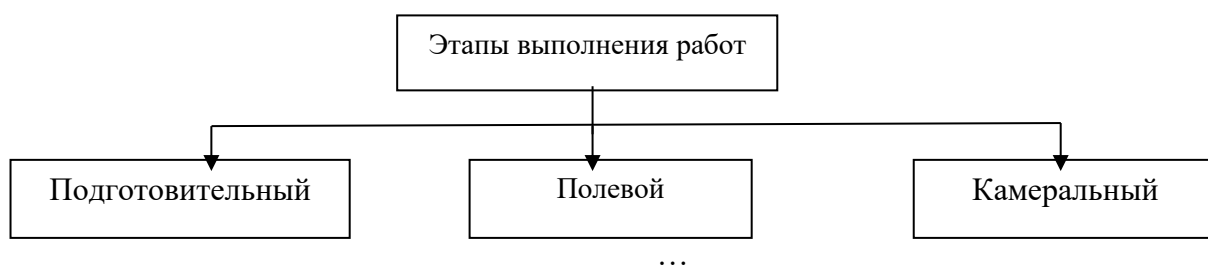 Этапы выполнения работ
Подготовительный
Полевой
Камеральный
…